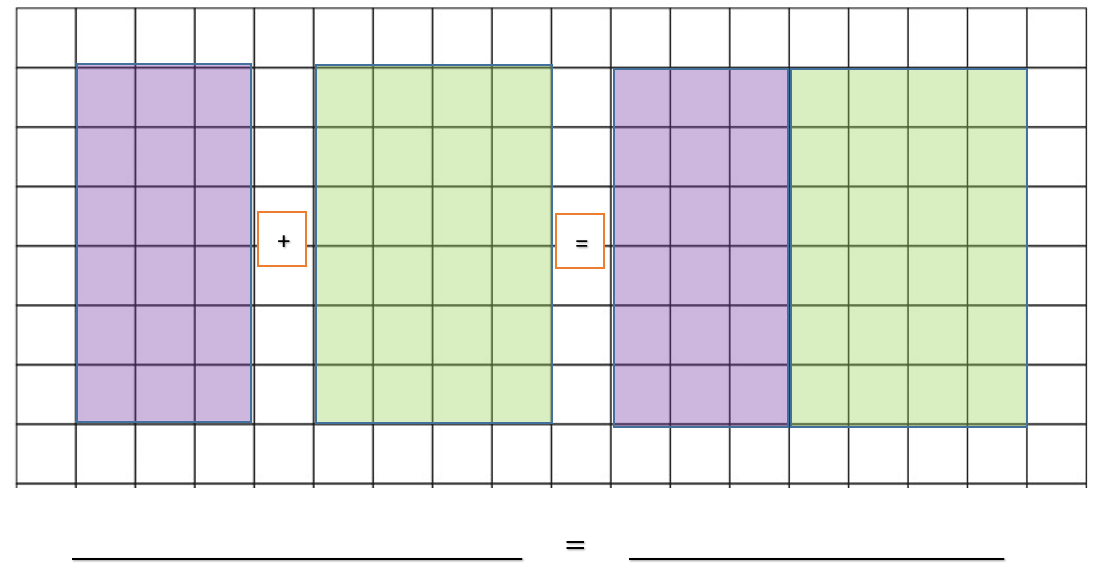 +
=
=